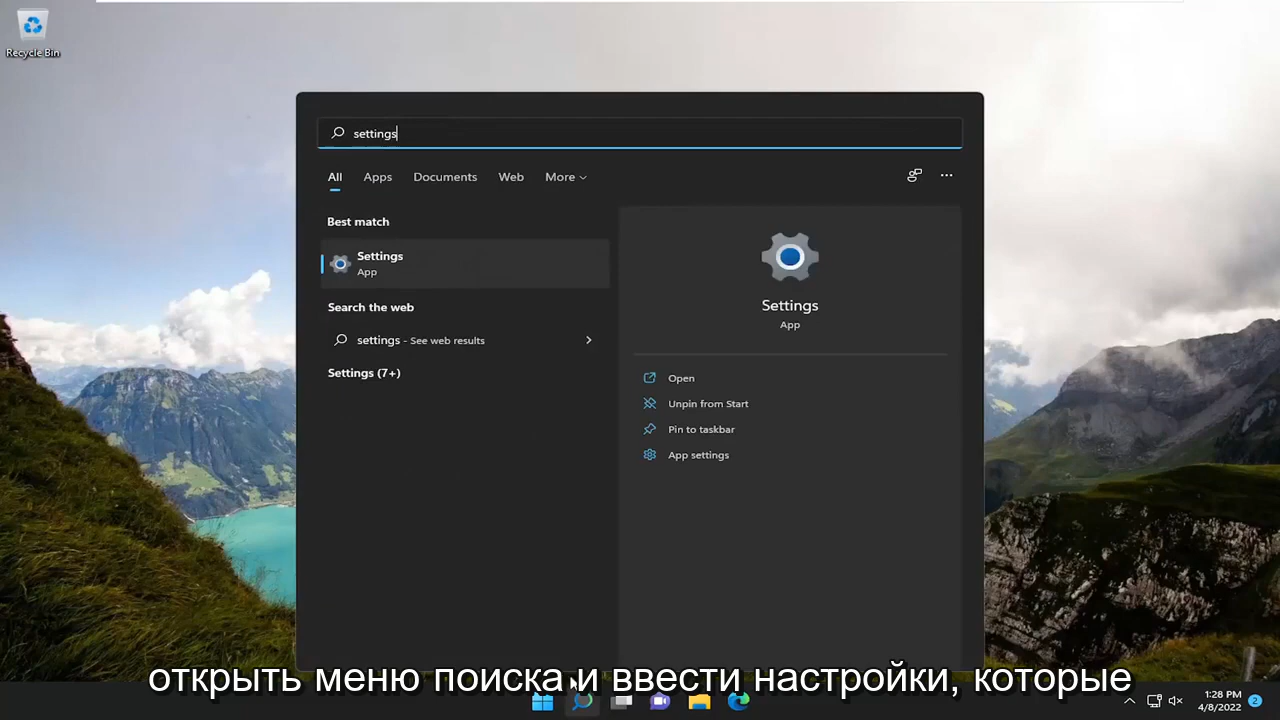 Recycle Bin
settings
All Apps Documents Web More
Best match
Settings
App
Search the web
settings - See web results
Settings (7+)
Settings
App
Open
Unpin from Start
Pin to taskbar
App settings
открыть меню поиска и ввести настройки, которые
1:28 PM
4/8/2022
2